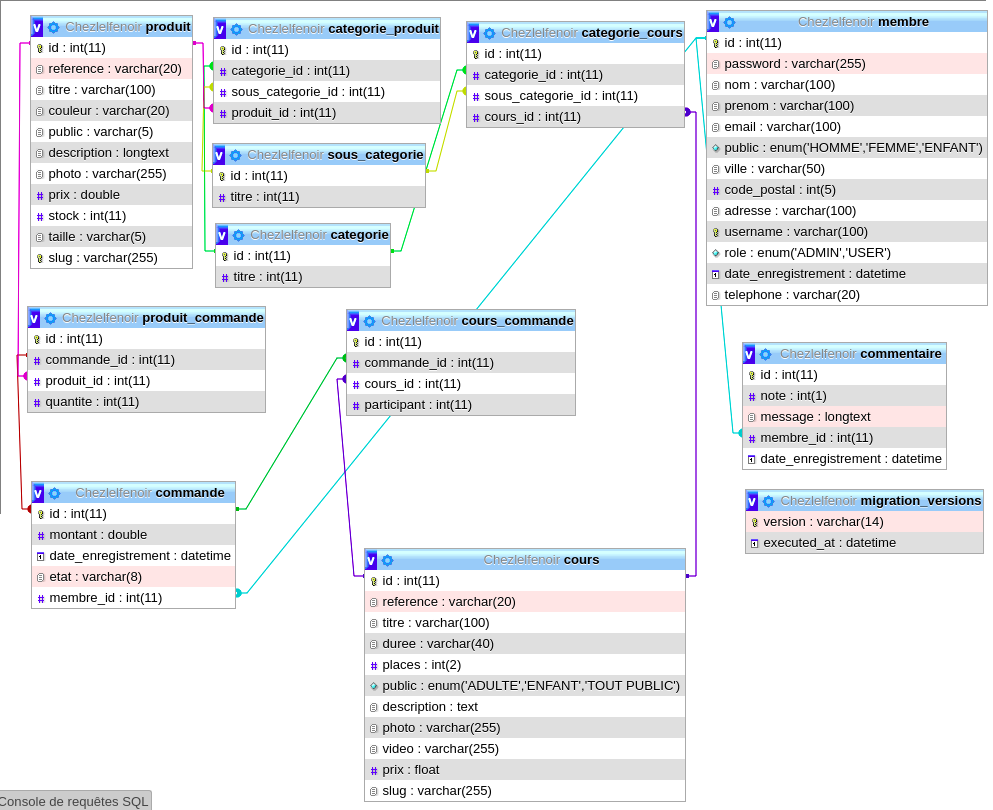 Chezlelfenoir produit
id : int(11)
reference : varchar(20)
titre : varchar(100)
couleur : varchar(20)
public : varchar(5)
description : longtext
photo : varchar(255)
prix : double
stock : int(11)
taille : varchar(5)
slug : varchar(255)
Chezlelfenoir categorie_produit
id : int(11)
categorie_id : int(11)
sous_categorie_id : int(11)
produit_id : int(11)
Chezlelfenoir categorie_cours
id : int(11)
categorie_id : int(11)
sous_categorie_id : int(11)
cours_id : int(11)
Chezlelfenoir membre
id : int(11)
password : varchar(255)
nom : varchar(100)
prenom : varchar(100)
email : varchar(100)
public : enum('HOMME','FEMME','ENFANT')
ville : varchar(50)
code_postal : int(5)
adresse : varchar(100)
username : varchar(100)
role : enum('ADMIN','USER')
date_enregistrement : datetime
telephone : varchar(20)
Chezlelfenoir sous_categorie
id : int(11)
titre : int(11)
Chezlelfenoir categorie
id : int(11)
titre : int(11)
Chezlelfenoir produit_commande
id : int(11)
commande_id : int(11)
produit_id : int(11)
quantite : int(11)
Chezlelfenoir cours_commande
id : int(11)
commande_id : int(11)
cours_id : int(11)
participant : int(11)
Chezlelfenoir commentaire
id : int(11)
note : int(1)
message : longtext
membre_id : int(11)
date_enregistrement : datetime
Chezlelfenoir commande
id : int(11)
montant : double
date_enregistrement : datetime
etat : varchar(8)
membre_id : int(11)
Chezlelfenoir migration_versions
version : varchar(14)
executed_at : datetime
Chezlelfenoir cours
id : int(11)
reference : varchar(20)
titre : varchar(100)
duree : varchar(40)
places : int(2)
public : enum('ADULTE','ENFANT','TOUT PUBLIC')
description : text
photo : varchar(255)
video : varchar(255)
prix : float
slug : varchar(255)
Console de requêtes SQL